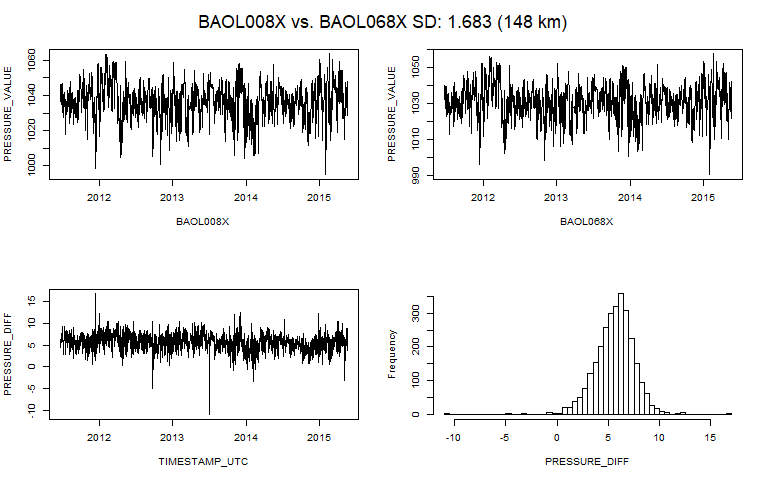 BAOL008X vs. BAOL068X SD: 1.683 (148 km)
PRESSURE_VALUE
1000 1020 1040 1060
2012 2013 2014 2015
BAOL008X
PRESSURE_VALUE
990 1010 1030 1050
2012 2013 2014 2015
BAOL068X
PRESSURE_DIFF
-10 -5 0 5 10 15
2012 2013 2014 2015
TIMESTAMP_UTC
Frequency
0 100 200 300
-10 -5 0 5 10 15
PRESSURE_DIFF